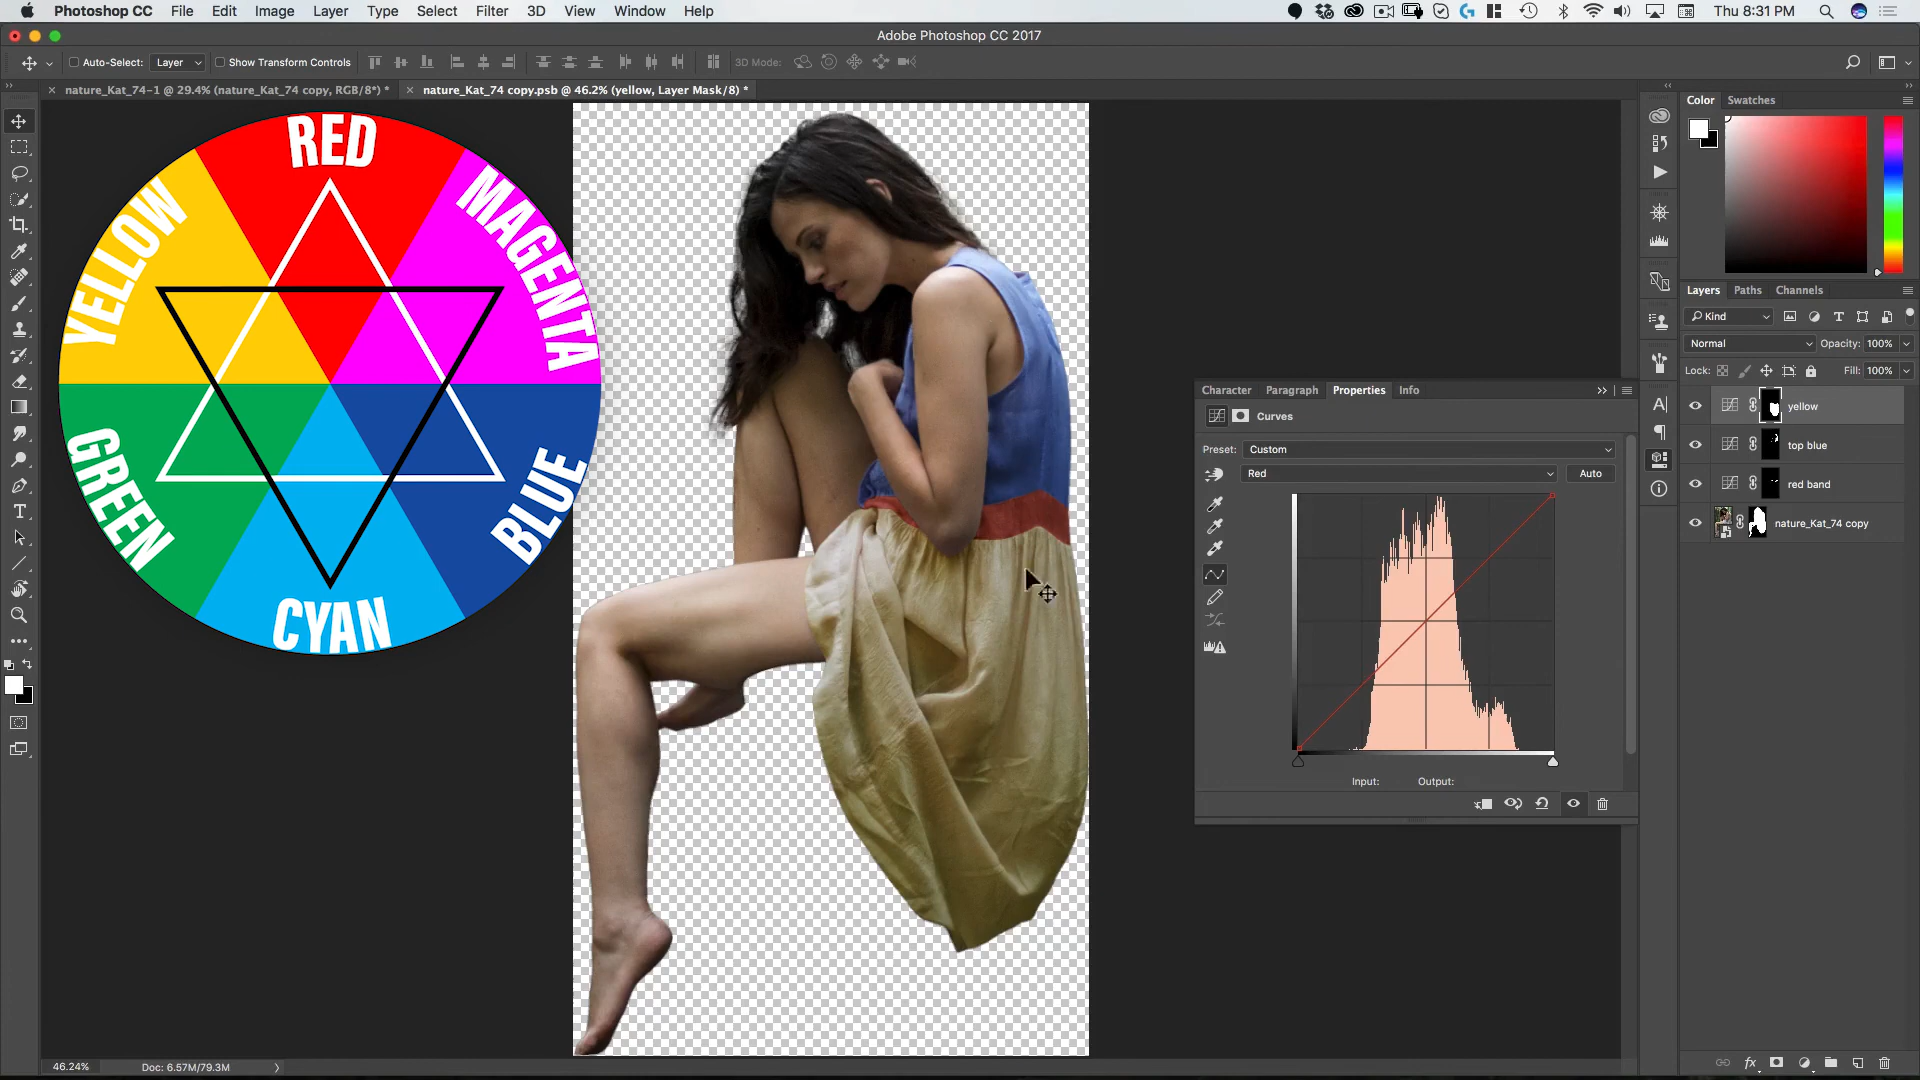 Photoshop CC File Edit Image Layer Type Select Filter 3D View Window Help
Thu 8:31 PM
Adobe Photoshop CC 2017
Auto-Select: Layer Show Transform Controls 3D Mode:
nature_Kat_74-1 @ 29.4% (nature_Kat_74 copy, RGB/8*) *
nature_Kat_74 copy.psb @ 46.2% (yellow, Layer Mask/8) *
RED
MAGENTA
BLUE
CYAN
GREEN
YELLOW
Character Paragraph Properties Info
Curves
Preset: Custom
Red Auto
Input: Output:
Color Swatches
Layers Paths Channels
Kind
Normal Opacity: 100%
Lock: Fill: 100%
yellow
top blue
red band
nature_Kat_74 copy
46.24% Doc: 6.57M/79.3M